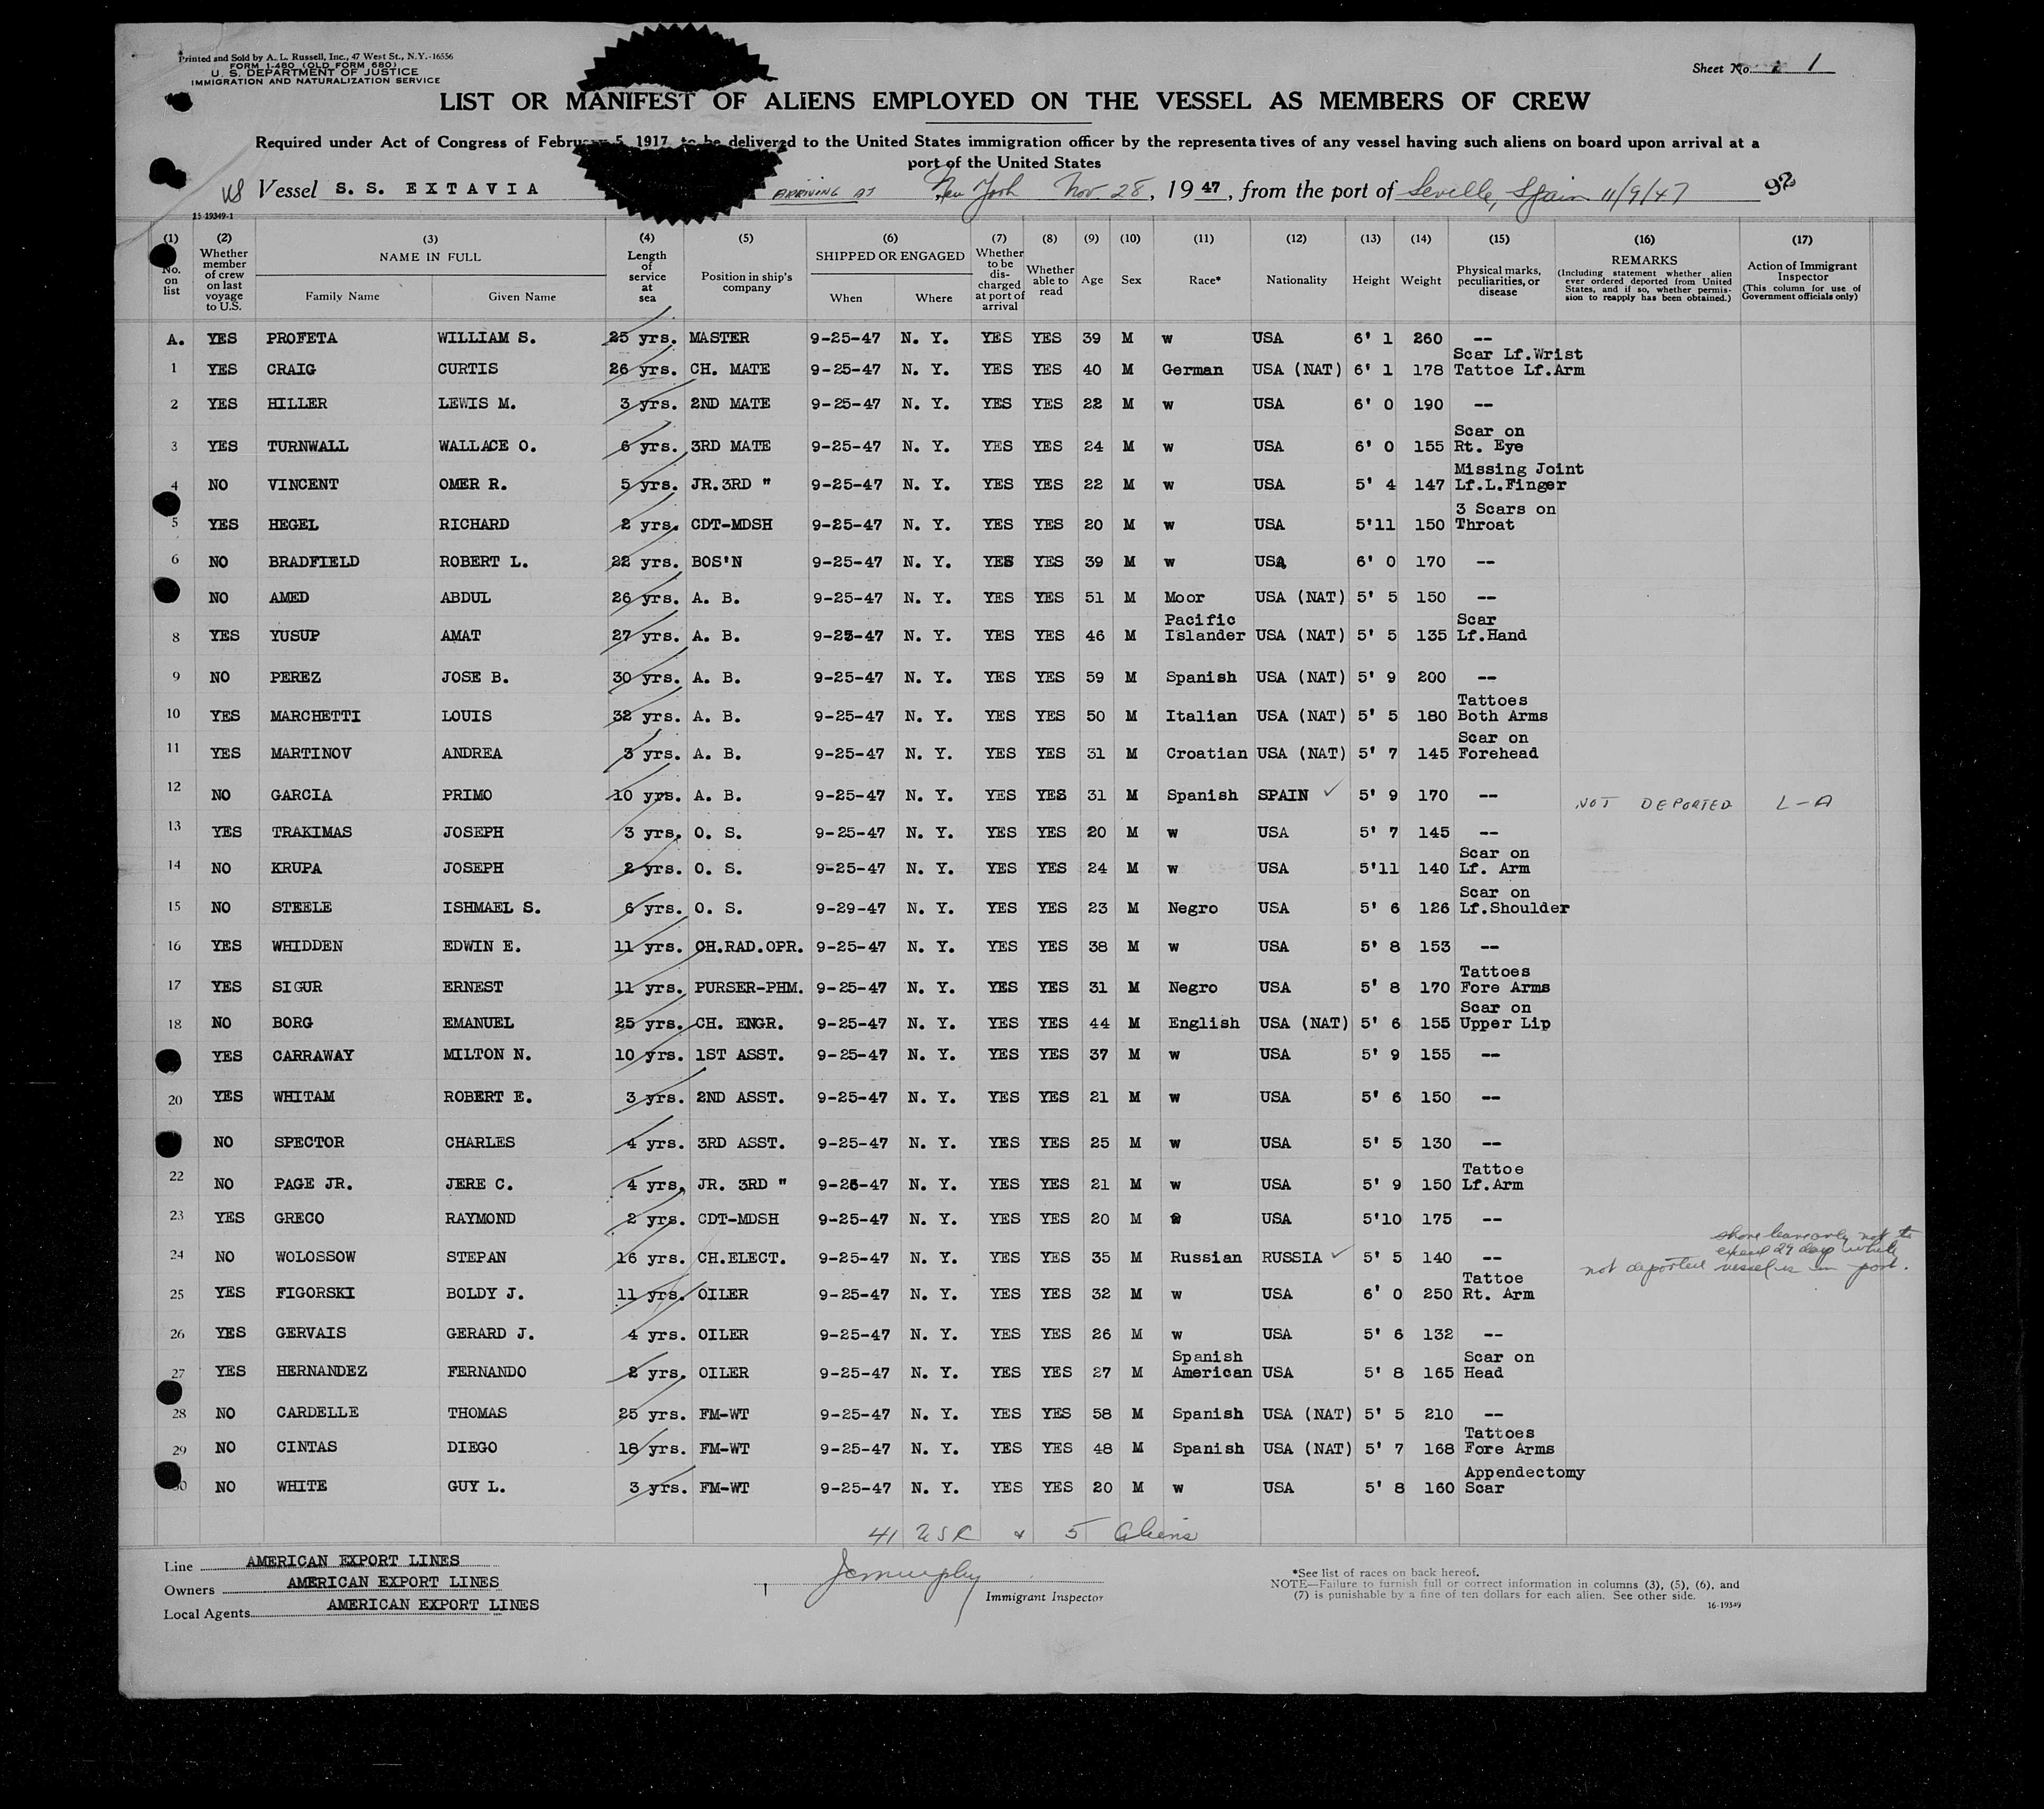 Printed and Sold by A. L. Russell, Inc., 47 West St., N.Y.-16556
FORM I-480 (OLD FORM 680)
U. S. DEPARTMENT OF JUSTICE
IMMIGRATION AND NATURALIZATION SERVICE
Sheet No. 1
LIST OR MANIFEST OF ALIENS EMPLOYED ON THE VESSEL AS MEMBERS OF CREW
Required under Act of Congress of February 5, 1917, to be delivered to the United States immigration officer by the representatives of any vessel having such aliens on board upon arrival at a
port of the United States
US Vessel S. S. EXTAVIA ARRIVING AT New York Nov. 28, 1947, from the port of Seville, Spain 11/9/47 92
15-19349-1
(1) No. on list (2) Whether member of crew on last voyage to U.S. (3) NAME IN FULL Family Name Given Name (4) Length of service at sea (5) Position in ship's company (6) SHIPPED OR ENGAGED When Where (7) Whether to be discharged at port of arrival (8) Whether able to read (9) Age (10) Sex (11) Race* (12) Nationality (13) Height (14) Weight (15) Physical marks, peculiarities, or disease (16) REMARKS (Including statement whether alien ever ordered deported from United States, and if so, whether permission to reapply has been obtained.) (17) Action of Immigrant Inspector (This column for use of Government officials only)
A. YES PROFETA WILLIAM S. 25 yrs. MASTER 9-25-47 N. Y. YES YES 39 M w USA 6' 1 260 --
1 YES CRAIG CURTIS 26 yrs. CH. MATE 9-25-47 N. Y. YES YES 40 M German USA (NAT) 6' 1 178 Scar Lf.Wrist Tattoe Lf.Arm
2 YES HILLER LEWIS M. 3 yrs. 2ND MATE 9-25-47 N. Y. YES YES 22 M w USA 6' 0 190 --
3 YES TURNWALL WALLACE O. 6 yrs. 3RD MATE 9-25-47 N. Y. YES YES 24 M w USA 6' 0 155 Scar on Rt. Eye
4 NO VINCENT OMER R. 5 yrs. JR.3RD " 9-25-47 N. Y. YES YES 22 M w USA 5' 4 147 Missing Joint Lf.L.Finger
5 YES HEGEL RICHARD 2 yrs. CDT-MDSH 9-25-47 N. Y. YES YES 20 M w USA 5'11 150 3 Scars on Throat
6 NO BRADFIELD ROBERT L. 22 yrs. BOS'N 9-25-47 N. Y. YES YES 39 M w USA 6' 0 170 --
NO AMED ABDUL 26 yrs. A. B. 9-25-47 N. Y. YES YES 51 M Moor USA (NAT) 5' 5 150 --
8 YES YUSUP AMAT 27 yrs. A. B. 9-25-47 N. Y. YES YES 46 M Pacific Islander USA (NAT) 5' 5 135 Scar Lf.Hand
9 NO PEREZ JOSE B. 30 yrs. A. B. 9-25-47 N. Y. YES YES 59 M Spanish USA (NAT) 5' 9 200 --
10 YES MARCHETTI LOUIS 32 yrs. A. B. 9-25-47 N. Y. YES YES 50 M Italian USA (NAT) 5' 5 180 Tattoes Both Arms
11 YES MARTINOV ANDREA 3 yrs. A. B. 9-25-47 N. Y. YES YES 31 M Croatian USA (NAT) 5' 7 145 Scar on Forehead
12 NO GARCIA PRIMO 10 yrs. A. B. 9-25-47 N. Y. YES YES 31 M Spanish SPAIN ✓ 5' 9 170 -- NOT DEPORTED L-A
13 YES TRAKIMAS JOSEPH 3 yrs. O. S. 9-25-47 N. Y. YES YES 20 M w USA 5' 7 145 --
14 NO KRUPA JOSEPH 2 yrs. O. S. 9-25-47 N. Y. YES YES 24 M w USA 5'11 140 Scar on Lf. Arm
15 NO STEELE ISHMAEL S. 6 yrs. O. S. 9-29-47 N. Y. YES YES 23 M Negro USA 5' 6 126 Scar on Lf.Shoulder
16 YES WHIDDEN EDWIN E. 11 yrs. CH.RAD.OPR. 9-25-47 N. Y. YES YES 38 M w USA 5' 8 153 --
17 YES SIGUR ERNEST 11 yrs. PURSER-PHM. 9-25-47 N. Y. YES YES 31 M Negro USA 5' 8 170 Tattoes Fore Arms
18 NO BORG EMANUEL 25 yrs. CH. ENGR. 9-25-47 N. Y. YES YES 44 M English USA (NAT) 5' 6 155 Scar on Upper Lip
YES CARRAWAY MILTON N. 10 yrs. 1ST ASST. 9-25-47 N. Y. YES YES 37 M w USA 5' 9 155 --
20 YES WHITAM ROBERT E. 3 yrs. 2ND ASST. 9-25-47 N. Y. YES YES 21 M w USA 5' 6 150 --
NO SPECTOR CHARLES 4 yrs. 3RD ASST. 9-25-47 N. Y. YES YES 25 M w USA 5' 5 130 --
22 NO PAGE JR. JERE C. 4 yrs. JR. 3RD " 9-26-47 N. Y. YES YES 21 M w USA 5' 9 150 Tattoe Lf.Arm
23 YES GRECO RAYMOND 2 yrs. CDT-MDSH 9-25-47 N. Y. YES YES 20 M w USA 5'10 175 --
24 NO WOLOSSOW STEPAN 16 yrs. CH.ELECT. 9-25-47 N. Y. YES YES 35 M Russian RUSSIA ✓ 5' 5 140 -- not deported shore leave only not to exceed 29 days while vessel is in port.
25 YES FIGORSKI BOLDY J. 11 yrs. OILER 9-25-47 N. Y. YES YES 32 M w USA 6' 0 250 Tattoe Rt. Arm
26 YES GERVAIS GERARD J. 4 yrs. OILER 9-25-47 N. Y. YES YES 26 M w USA 5' 6 132 --
27 YES HERNANDEZ FERNANDO 2 yrs. OILER 9-25-47 N. Y. YES YES 27 M Spanish American USA 5' 8 165 Scar on Head
28 NO CARDELLE THOMAS 25 yrs. FM-WT 9-25-47 N. Y. YES YES 58 M Spanish USA (NAT) 5' 5 210 --
29 NO CINTAS DIEGO 18 yrs. FM-WT 9-25-47 N. Y. YES YES 48 M Spanish USA (NAT) 5' 7 168 Tattoes Fore Arms
30 NO WHITE GUY L. 3 yrs. FM-WT 9-25-47 N. Y. YES YES 20 M w USA 5' 8 160 Appendectomy Scar
41 USC & 5 Aliens
Line AMERICAN EXPORT LINES
Owners AMERICAN EXPORT LINES
Local Agents AMERICAN EXPORT LINES
Jcmurphy
Immigrant Inspector
*See list of races on back hereof.
NOTE—Failure to furnish full or correct information in columns (3), (5), (6), and
(7) is punishable by a fine of ten dollars for each alien. See other side.
16-19349